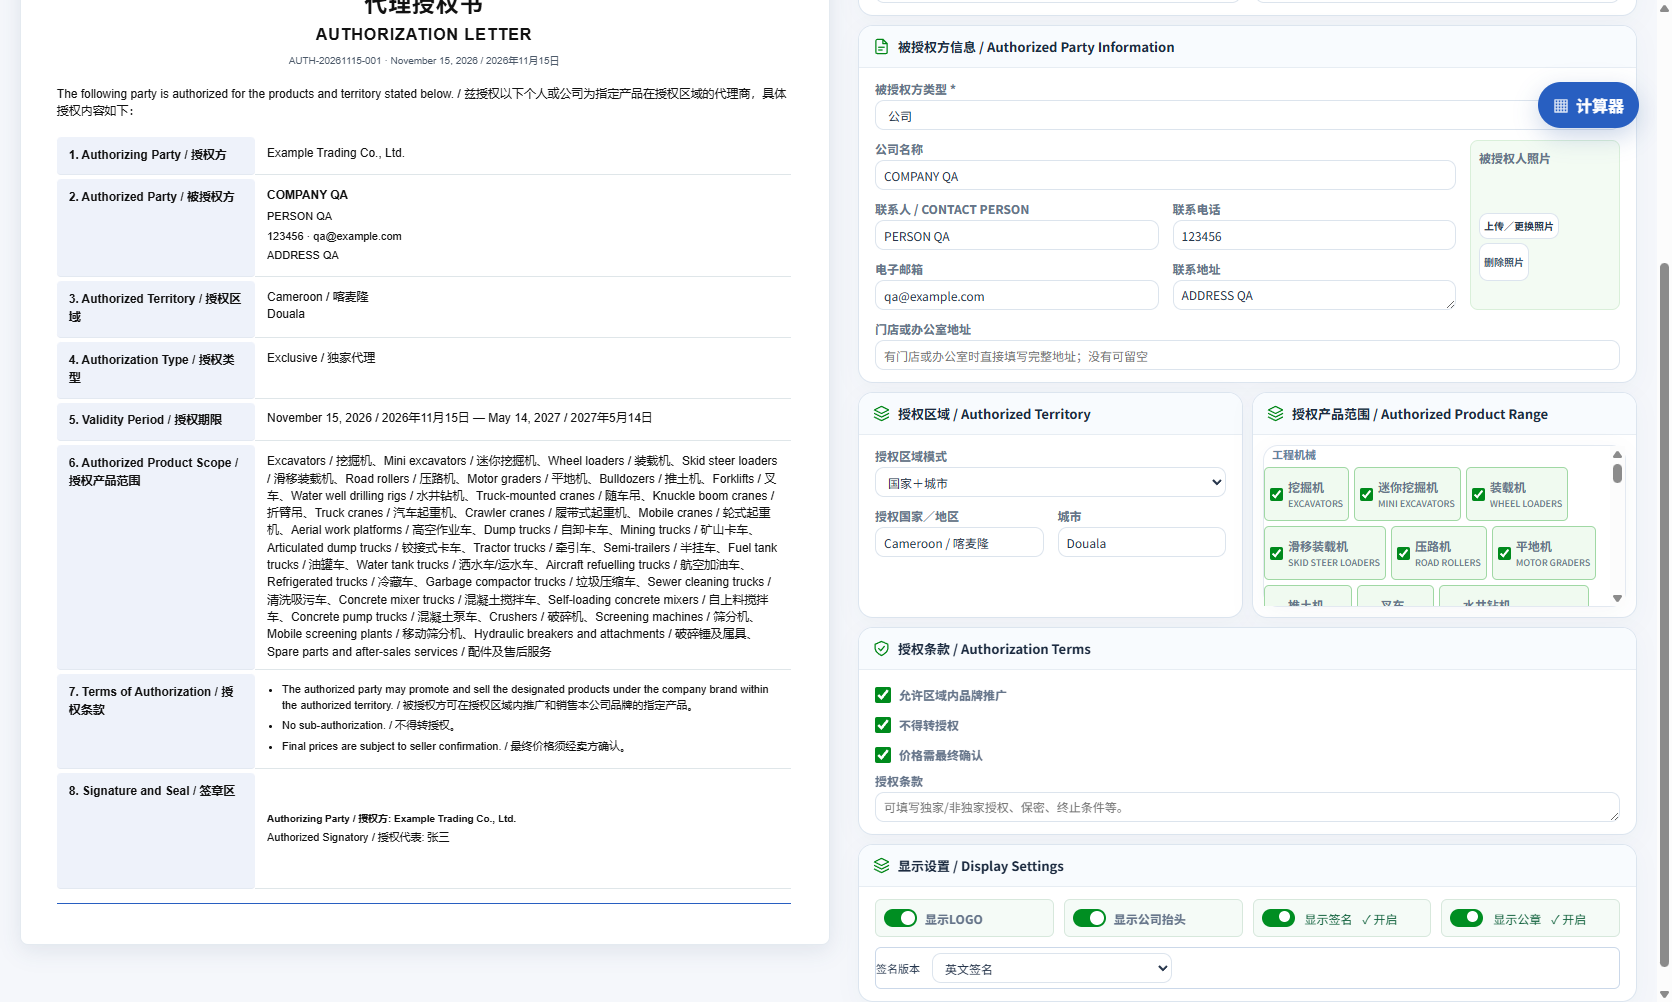 代理授权书
AUTHORIZATION LETTER
AUTH-20261115-001 · November 15, 2026 / 2026年11月15日
The following party is authorized for the products and territory stated below. / 兹授权以下个人或公司为指定产品在授权区域的代理商，具体
授权内容如下：
1. Authorizing Party / 授权方
Example Trading Co., Ltd.
2. Authorized Party / 被授权方
COMPANY QA
PERSON QA
123456 · qa@example.com
ADDRESS QA
3. Authorized Territory / 授权区
域
Cameroon / 喀麦隆
Douala
4. Authorization Type / 授权类
型
Exclusive / 独家代理
5. Validity Period / 授权期限
November 15, 2026 / 2026年11月15日 — May 14, 2027 / 2027年5月14日
6. Authorized Product Scope /
授权产品范围
Excavators / 挖掘机、Mini excavators / 迷你挖掘机、Wheel loaders / 装载机、Skid steer loaders
/ 滑移装载机、Road rollers / 压路机、Motor graders / 平地机、Bulldozers / 推土机、Forklifts / 叉
车、Water well drilling rigs / 水井钻机、Truck-mounted cranes / 随车吊、Knuckle boom cranes /
折臂吊、Truck cranes / 汽车起重机、Crawler cranes / 履带式起重机、Mobile cranes / 轮式起重
机、Aerial work platforms / 高空作业车、Dump trucks / 自卸卡车、Mining trucks / 矿山卡车、
Articulated dump trucks / 铰接式卡车、Tractor trucks / 牵引车、Semi-trailers / 半挂车、Fuel tank
trucks / 油罐车、Water tank trucks / 洒水车/运水车、Aircraft refuelling trucks / 航空加油车、
Refrigerated trucks / 冷藏车、Garbage compactor trucks / 垃圾压缩车、Sewer cleaning trucks /
清洗吸污车、Concrete mixer trucks / 混凝土搅拌车、Self-loading concrete mixers / 自上料搅拌
车、Concrete pump trucks / 混凝土泵车、Crushers / 破碎机、Screening machines / 筛分机、
Mobile screening plants / 移动筛分机、Hydraulic breakers and attachments / 破碎锤及属具、
Spare parts and after-sales services / 配件及售后服务
7. Terms of Authorization / 授
权条款
• The authorized party may promote and sell the designated products under the company brand within
the authorized territory. / 被授权方可在授权区域内推广和销售本公司品牌的指定产品。
• No sub-authorization. / 不得转授权。
• Final prices are subject to seller confirmation. / 最终价格须经卖方确认。
8. Signature and Seal / 签章区
Authorizing Party / 授权方: Example Trading Co., Ltd.
Authorized Signatory / 授权代表: 张三
被授权方信息 / Authorized Party Information
被授权方类型 *
公司
计算器
公司名称
COMPANY QA
被授权人照片
上传／更换照片
删除照片
联系人 / CONTACT PERSON
联系电话
PERSON QA
123456
电子邮箱
联系地址
qa@example.com
ADDRESS QA
门店或办公室地址
有门店或办公室时直接填写完整地址；没有可留空
授权区域 / Authorized Territory
授权区域模式
国家＋城市
授权国家／地区
城市
Cameroon / 喀麦隆
Douala
授权产品范围 / Authorized Product Range
工程机械
挖掘机
EXCAVATORS
迷你挖掘机
MINI EXCAVATORS
装载机
WHEEL LOADERS
滑移装载机
SKID STEER LOADERS
压路机
ROAD ROLLERS
平地机
MOTOR GRADERS
推土机
叉车
水井钻机
授权条款 / Authorization Terms
允许区域内品牌推广
不得转授权
价格需最终确认
授权条款
可填写独家/非独家授权、保密、终止条件等。
显示设置 / Display Settings
显示LOGO
显示公司抬头
显示签名 ✓ 开启
显示公章 ✓ 开启
签名版本
英文签名